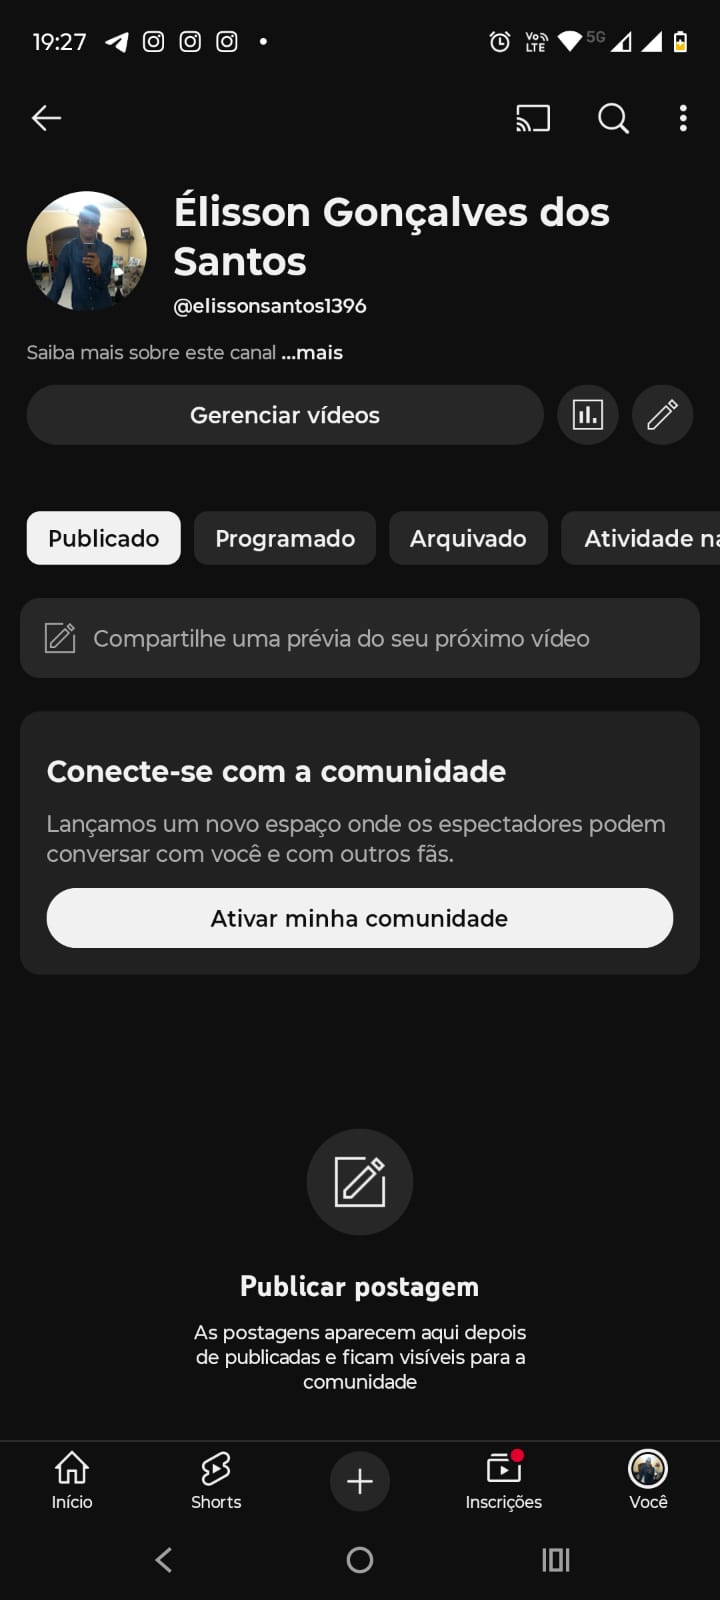 19:27
Vo
LTE
5G
Élisson Gonçalves dos
Santos
@elissonsantos1396
Saiba mais sobre este canal ...mais
Gerenciar vídeos
Publicado
Programado
Arquivado
Atividade na
Compartilhe uma prévia do seu próximo vídeo
Conecte-se com a comunidade
Lançamos um novo espaço onde os espectadores podem
conversar com você e com outros fãs.
Ativar minha comunidade
Publicar postagem
As postagens aparecem aqui depois
de publicadas e ficam visíveis para a
comunidade
Início
Shorts
Inscrições
Você